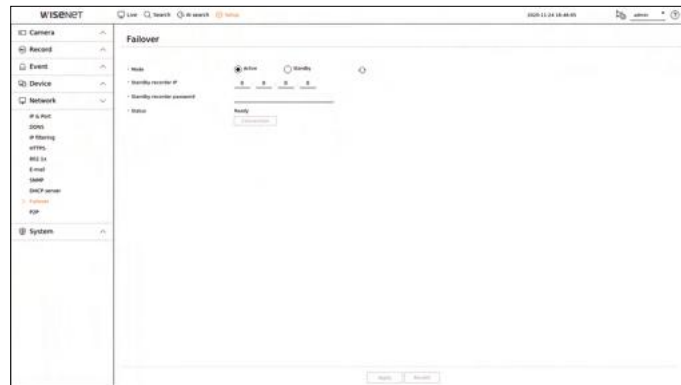 WISENET
Live Search AI search Setup
admin
Camera
Record
Event
Device
Network
IP & Port
DDNS
IP filtering
HTTPS
802.1x
E-mail
SNMP
DHCP server
Failover
P2P
System
Failover
Mode Active Standby
Standby recorder IP 0 0 0 0
Standby recorder password
Status Ready
Connection
Apply Revert